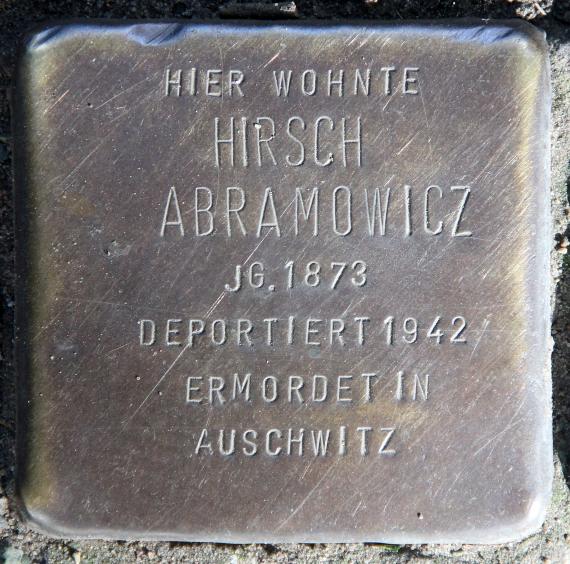 HIER WOHNTE
HIRSCH
ABRAMOWICZ
JG. 1873
DEPORTIERT 1942
ERMORDET IN
AUSCHWITZ